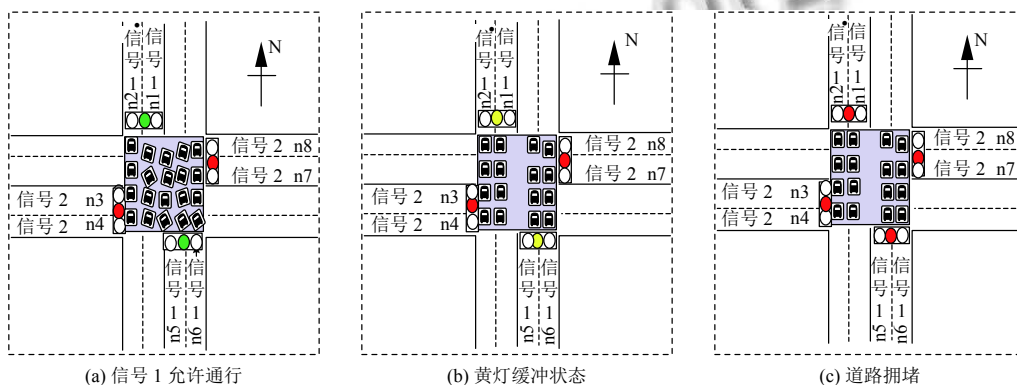 信号 1 n2
信号 1 n1
N
信号 2 n8
信号 2 n7
信号 2 n3
信号 2 n4
信号 1 n5
信号 1 n6
(a) 信号 1 允许通行
信号 1 n2
信号 1 n1
N
信号 2 n8
信号 2 n7
信号 2 n3
信号 2 n4
信号 1 n5
信号 1 n6
(b) 黄灯缓冲状态
信号 1 n2
信号 1 n1
N
信号 2 n8
信号 2 n7
信号 2 n3
信号 2 n4
信号 1 n5
信号 1 n6
(c) 道路拥堵